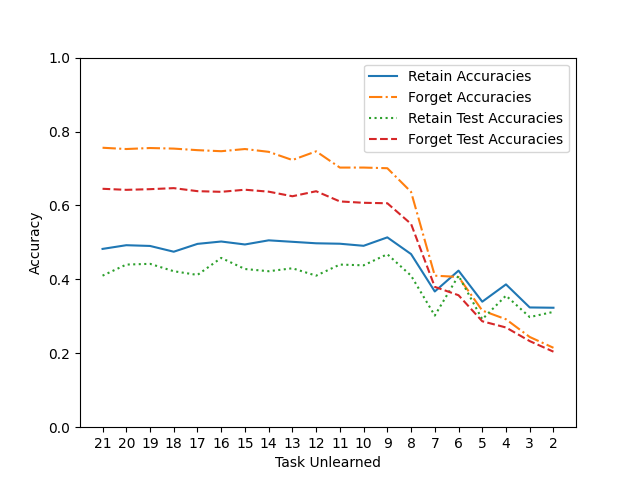 Retain Accuracies
Forget Accuracies
Retain Test Accuracies
Forget Test Accuracies
1.0
0.8
0.6
0.4
0.2
0.0
Accuracy
21 20 19 18 17 16 15 14 13 12 11 10 9 8 7 6 5 4 3 2
Task Unlearned